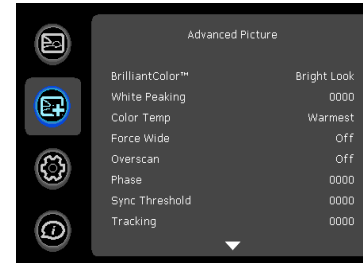 Advanced Picture
BrilliantColor™ Bright Look
White Peaking 0000
Color Temp Warmest
Force Wide Off
Overscan Off
Phase 0000
Sync Threshold 0000
Tracking 0000